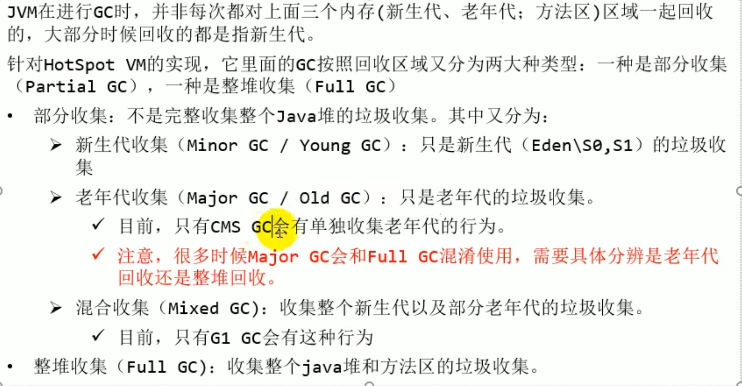 JVM在进行GC时，并非每次都对上面三个内存(新生代、老年代；方法区)区域一起回收
的，大部分时候回收的都是指新生代。
针对HotSpot VM的实现，它里面的GC按照回收区域又分为两大种类型：一种是部分收集
（Partial GC），一种是整堆收集（Full GC）
• 部分收集：不是完整收集整个Java堆的垃圾收集。其中又分为：
➢ 新生代收集（Minor GC / Young GC）：只是新生代（Eden\S0,S1）的垃圾收
集
➢ 老年代收集（Major GC / Old GC）：只是老年代的垃圾收集。
✓ 目前，只有CMS GC会有单独收集老年代的行为。
✓ 注意，很多时候Major GC会和Full GC混淆使用，需要具体分辨是老年代
回收还是整堆回收。
➢ 混合收集（Mixed GC)：收集整个新生代以及部分老年代的垃圾收集。
✓ 目前，只有G1 GC会有这种行为
• 整堆收集（Full GC)：收集整个java堆和方法区的垃圾收集。